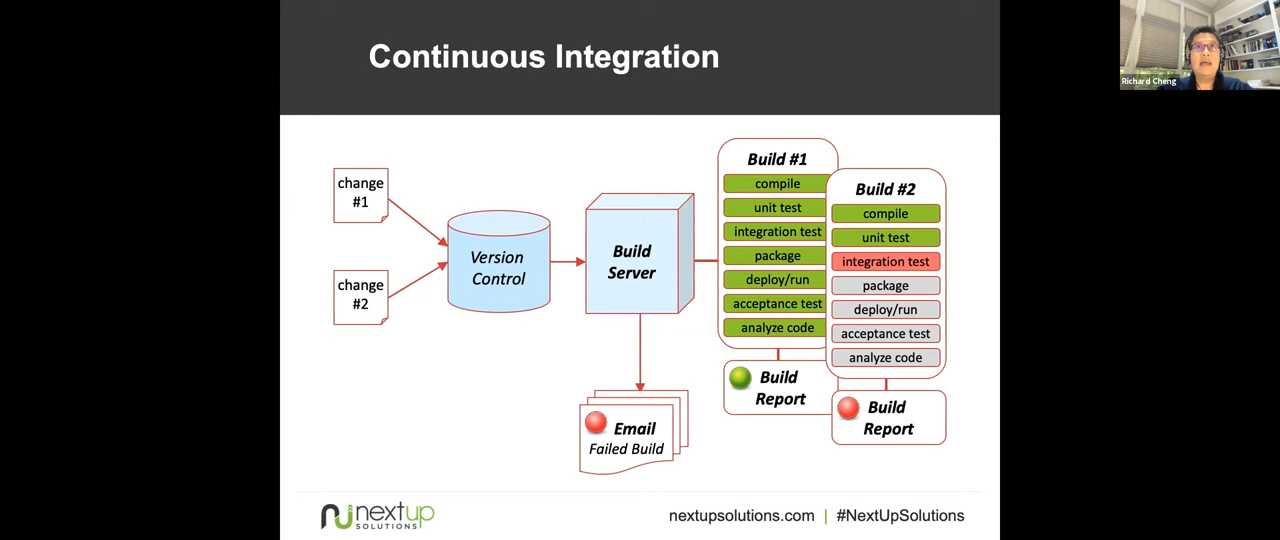 Continuous Integration
Richard Cheng
change
#1
change
#2
Version
Control
Build
Server
Email
Failed Build
Build #1
compile
unit test
integration test
package
deploy/run
acceptance test
analyze code
Build
Report
Build #2
compile
unit test
integration test
package
deploy/run
acceptance test
analyze code
Build
Report
nextup
SOLUTIONS
nextupsolutions.com | #NextUpSolutions